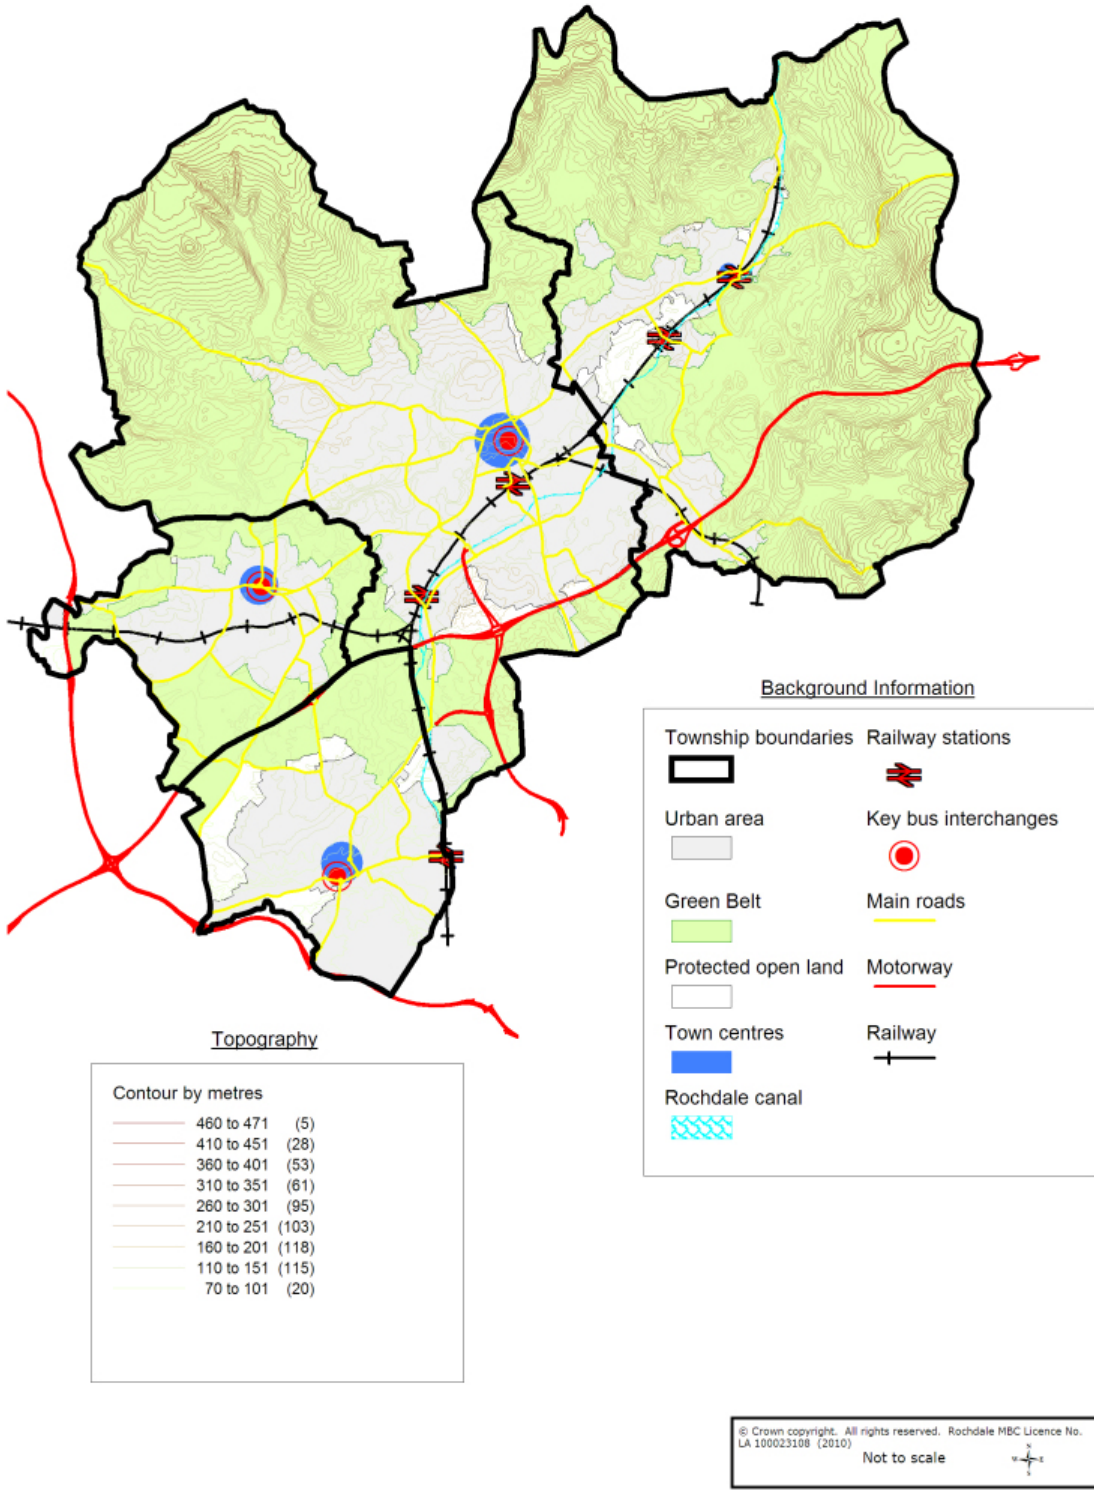 Background Information
Township boundaries
Railway stations
Urban area
Key bus interchanges
Green Belt
Main roads
Protected open land
Motorway
Town centres
Railway
Rochdale canal
Topography
Contour by metres
460 to 471 (5)
410 to 451 (28)
360 to 401 (53)
310 to 351 (61)
260 to 301 (95)
210 to 251 (103)
160 to 201 (118)
110 to 151 (115)
70 to 101 (20)
© Crown copyright. All rights reserved. Rochdale MBC Licence No.
LA 100023108 (2010)
Not to scale
N
W E
S